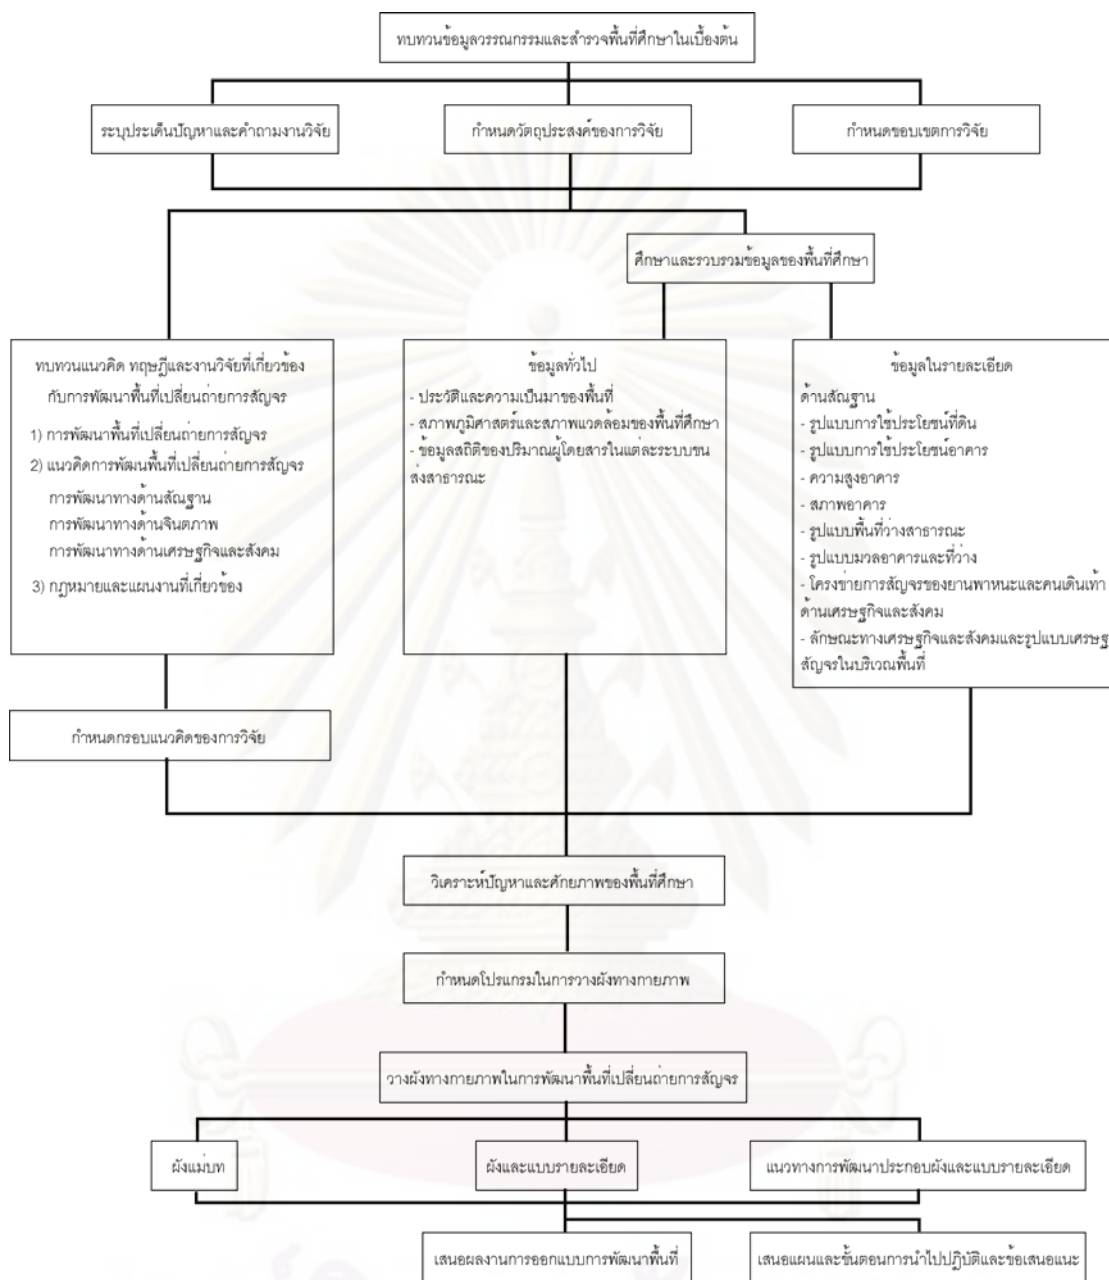 ทบทวนข้อมูลวรรณกรรมและสำรวจพื้นที่ศึกษาในเบื้องต้น
ระบุประเด็นปัญหาและคำถามงานวิจัย
กำหนดวัตถุประสงค์ของการวิจัย
กำหนดขอบเขตการวิจัย
ศึกษาและรวบรวมข้อมูลของพื้นที่ศึกษา
ทบทวนแนวคิด ทฤษฎีและงานวิจัยที่เกี่ยวข้อง
กับการพัฒนาพื้นที่เปลี่ยนถ่ายการสัญจร
1) การพัฒนาพื้นที่เปลี่ยนถ่ายการสัญจร
2) แนวคิดการพัฒนพื้นที่เปลี่ยนถ่ายการสัญจร
การพัฒนาทางด้านสัณฐาน
การพัฒนาทางด้านจินตภาพ
การพัฒนาทางด้านเศรษฐกิจและสังคม
3) กฎหมายและแผนงานที่เกี่ยวข้อง
ข้อมูลทั่วไป
- ประวัติและความเป็นมาของพื้นที่
- สภาพภูมิศาสตร์และสภาพแวดล้อมของพื้นที่ศึกษา
- ข้อมูลสถิติของปริมาณผู้โดยสารในแต่ละระบบขน
ส่งสาธารณะ
ข้อมูลในรายละเอียด
ด้านสัณฐาน
- รูปแบบการใช้ประโยชน์ที่ดิน
- รูปแบบการใช้ประโยชน์อาคาร
- ความสูงอาคาร
- สภาพอาคาร
- รูปแบบพื้นที่ว่างสาธารณะ
- รูปแบบมวลอาคารและที่ว่าง
- โครงข่ายการสัญจรของยานพาหนะและคนเดินเท้า
ด้านเศรษฐกิจและสังคม
- ลักษณะทางเศรษฐกิจและสังคมและรูปแบบเศรษฐ
สัญจรในบริเวณพื้นที่
กำหนดกรอบแนวคิดของการวิจัย
วิเคราะห์ปัญหาและศักยภาพของพื้นที่ศึกษา
กำหนดโปรแกรมในการวางผังทางกายภาพ
วางผังทางกายภาพในการพัฒนาพื้นที่เปลี่ยนถ่ายการสัญจร
ผังแม่บท
ผังและแบบรายละเอียด
แนวทางการพัฒนาประกอบผังและแบบรายละเอียด
เสนอผลงานการออกแบบการพัฒนาพื้นที่
เสนอแผนและขั้นตอนการนำไปปฏิบัติและข้อเสนอแนะ